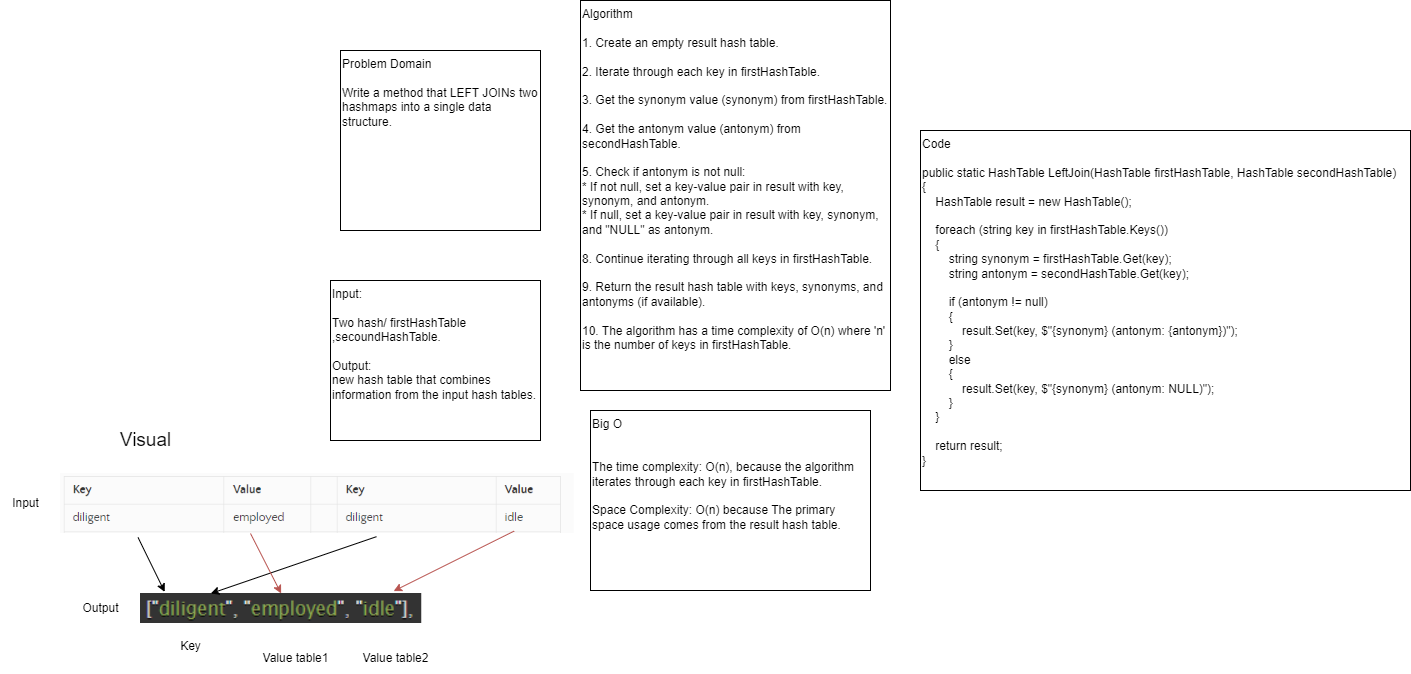 Problem Domain
Write a method that LEFT JOINs two
hashmaps into a single data
structure.
Input:
Two hash/ firstHashTable
,secoundHashTable.
Output:
new hash table that combines
information from the input hash tables.
Algorithm
1. Create an empty result hash table.
2. Iterate through each key in firstHashTable.
3. Get the synonym value (synonym) from firstHashTable.
4. Get the antonym value (antonym) from
secondHashTable.
5. Check if antonym is not null:
* If not null, set a key-value pair in result with key,
synonym, and antonym.
* If null, set a key-value pair in result with key, synonym,
and "NULL" as antonym.
8. Continue iterating through all keys in firstHashTable.
9. Return the result hash table with keys, synonyms, and
antonyms (if available).
10. The algorithm has a time complexity of O(n) where 'n'
is the number of keys in firstHashTable.
Big O
The time complexity: O(n), because the algorithm
iterates through each key in firstHashTable.
Space Complexity: O(n) because The primary
space usage comes from the result hash table.
Code
public static HashTable LeftJoin(HashTable firstHashTable, HashTable secondHashTable)
{
HashTable result = new HashTable();
foreach (string key in firstHashTable.Keys())
{
string synonym = firstHashTable.Get(key);
string antonym = secondHashTable.Get(key);
if (antonym != null)
{
result.Set(key, $"{synonym} (antonym: {antonym})");
}
else
{
result.Set(key, $"{synonym} (antonym: NULL)");
}
}
return result;
}
Visual
Input
Key Value Key Value
diligent employed diligent idle
Output
["diligent", "employed", "idle"],
Key
Value table1 Value table2